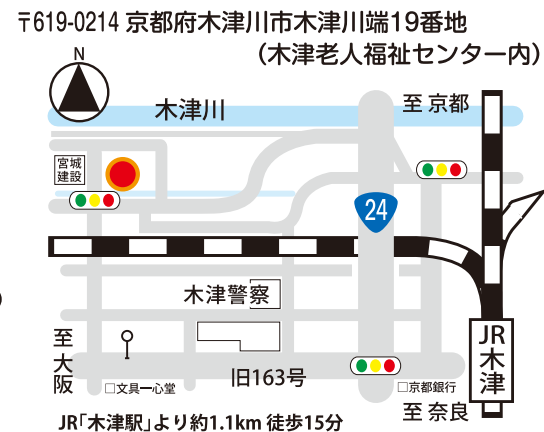 〒619-0214 京都府木津川市木津川端19番地
（木津老人福祉センター内）
N
木津川
至 京都
宮城
建設
24
木津警察
JR
木津
至
大
阪
□文具一心堂
旧163号
□京都銀行
至 奈良
JR「木津駅」より約1.1km 徒歩15分
)